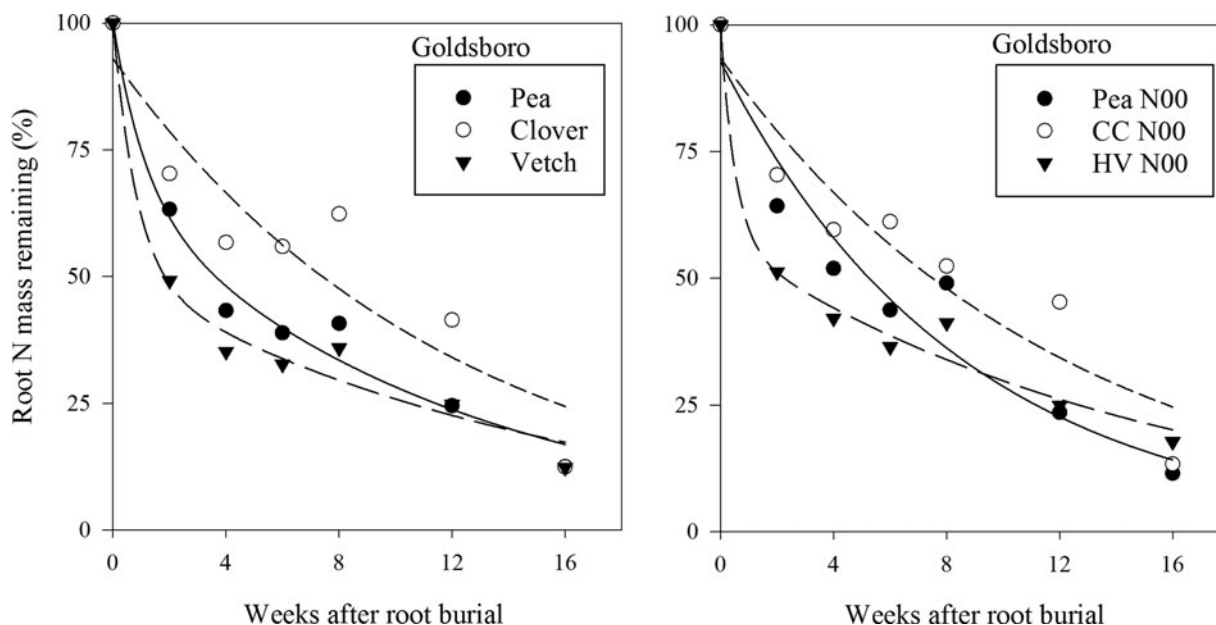 Root N mass remaining (%)
100
75
50
25
0
Goldsboro
Pea
Clover
Vetch
0 4 8 12 16
Weeks after root burial
100
75
50
25
0
Goldsboro
Pea N00
CC N00
HV N00
0 4 8 12 16
Weeks after root burial